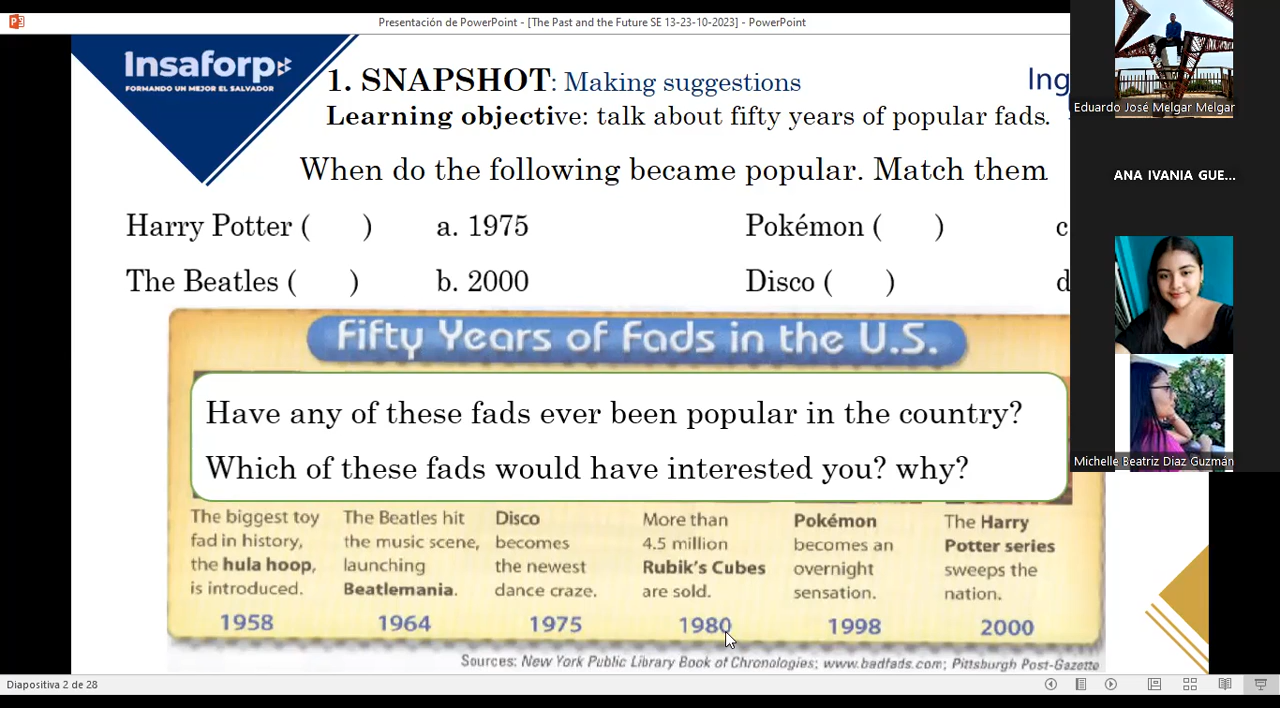 Presentación de PowerPoint - [The Past and the Future SE 13-23-10-2023] - PowerPoint
Insaforp
FORMANDO UN MEJOR EL SALVADOR
1. SNAPSHOT: Making suggestions
Ing
Learning objective: talk about fifty years of popular fads.
When do the following became popular. Match them
Harry Potter ( ) a. 1975 Pokémon ( ) c
The Beatles ( ) b. 2000 Disco ( ) d
Fifty Years of Fads in the U.S.
Have any of these fads ever been popular in the country?
Which of these fads would have interested you? why?
The biggest toy
fad in history,
the hula hoop,
is introduced.
1958
The Beatles hit
the music scene,
launching
Beatlemania.
1964
Disco
becomes
the newest
dance craze.
1975
More than
4.5 million
Rubik's Cubes
are sold.
1980
Pokémon
becomes an
overnight
sensation.
1998
The Harry
Potter series
sweeps the
nation.
2000
Sources: New York Public Library Book of Chronologies; www.badfads.com; Pittsburgh Post-Gazette
Diapositiva 2 de 28
Eduardo José Melgar Melgar
ANA IVANIA GUE...
Michelle Beatriz Diaz Guzmán